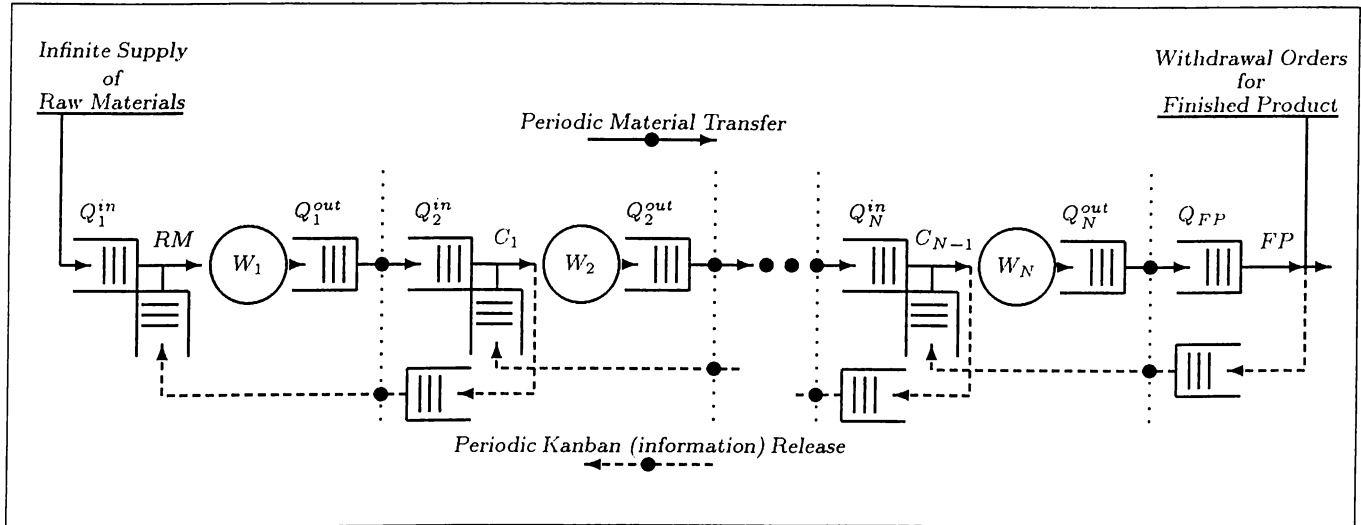 Infinite Supply
of
Raw Materials
Withdrawal Orders
for
Finished Product
Periodic Material Transfer
Q_1^{in} RM W_1 Q_1^{out} Q_2^{in} C_1 W_2 Q_2^{out} Q_N^{in} C_{N-1} W_N Q_N^{out} Q_{FP} FP
Periodic Kanban (information) Release